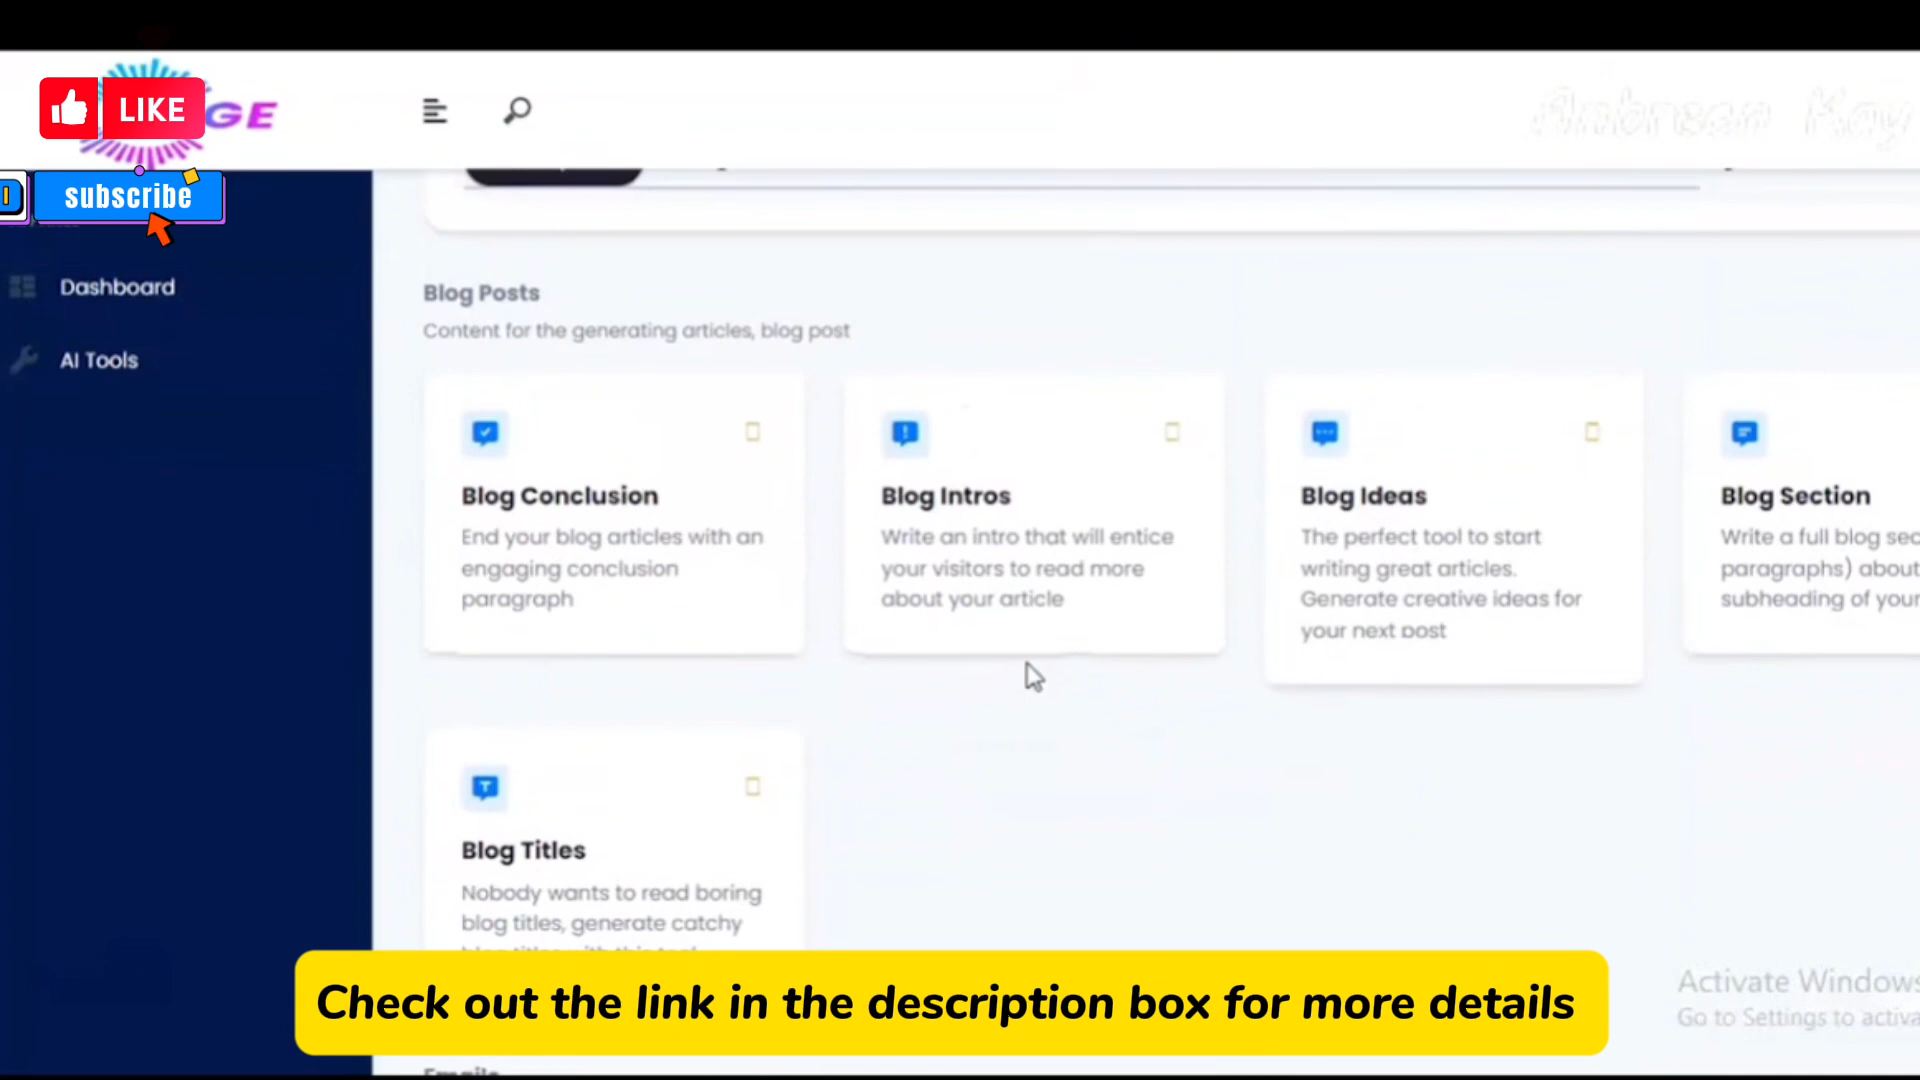 LIKE
GE
subscribe
Dashboard
AI Tools
Blog Posts
Content for the generating articles, blog post
Blog Conclusion
End your blog articles with an
engaging conclusion
paragraph
Blog Intros
Write an intro that will entice
your visitors to read more
about your article
Blog Ideas
The perfect tool to start
writing great articles.
Generate creative ideas for
your next post
Blog Section
Write a full blog sec
paragraphs) about
subheading of your
Blog Titles
Nobody wants to read boring
blog titles, generate catchy
Check out the link in the description box for more details
Activate Windows
Go to Settings to activa
Emails